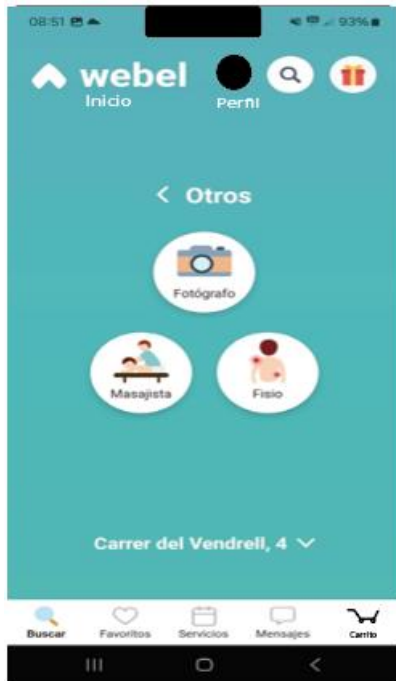 08:51 93%
webel
Inicio Perfil
Otros
Fotógrafo
Masajista Fisio
Carrer del Vendrell, 4
Buscar Favoritos Servicios Mensajes Carrito